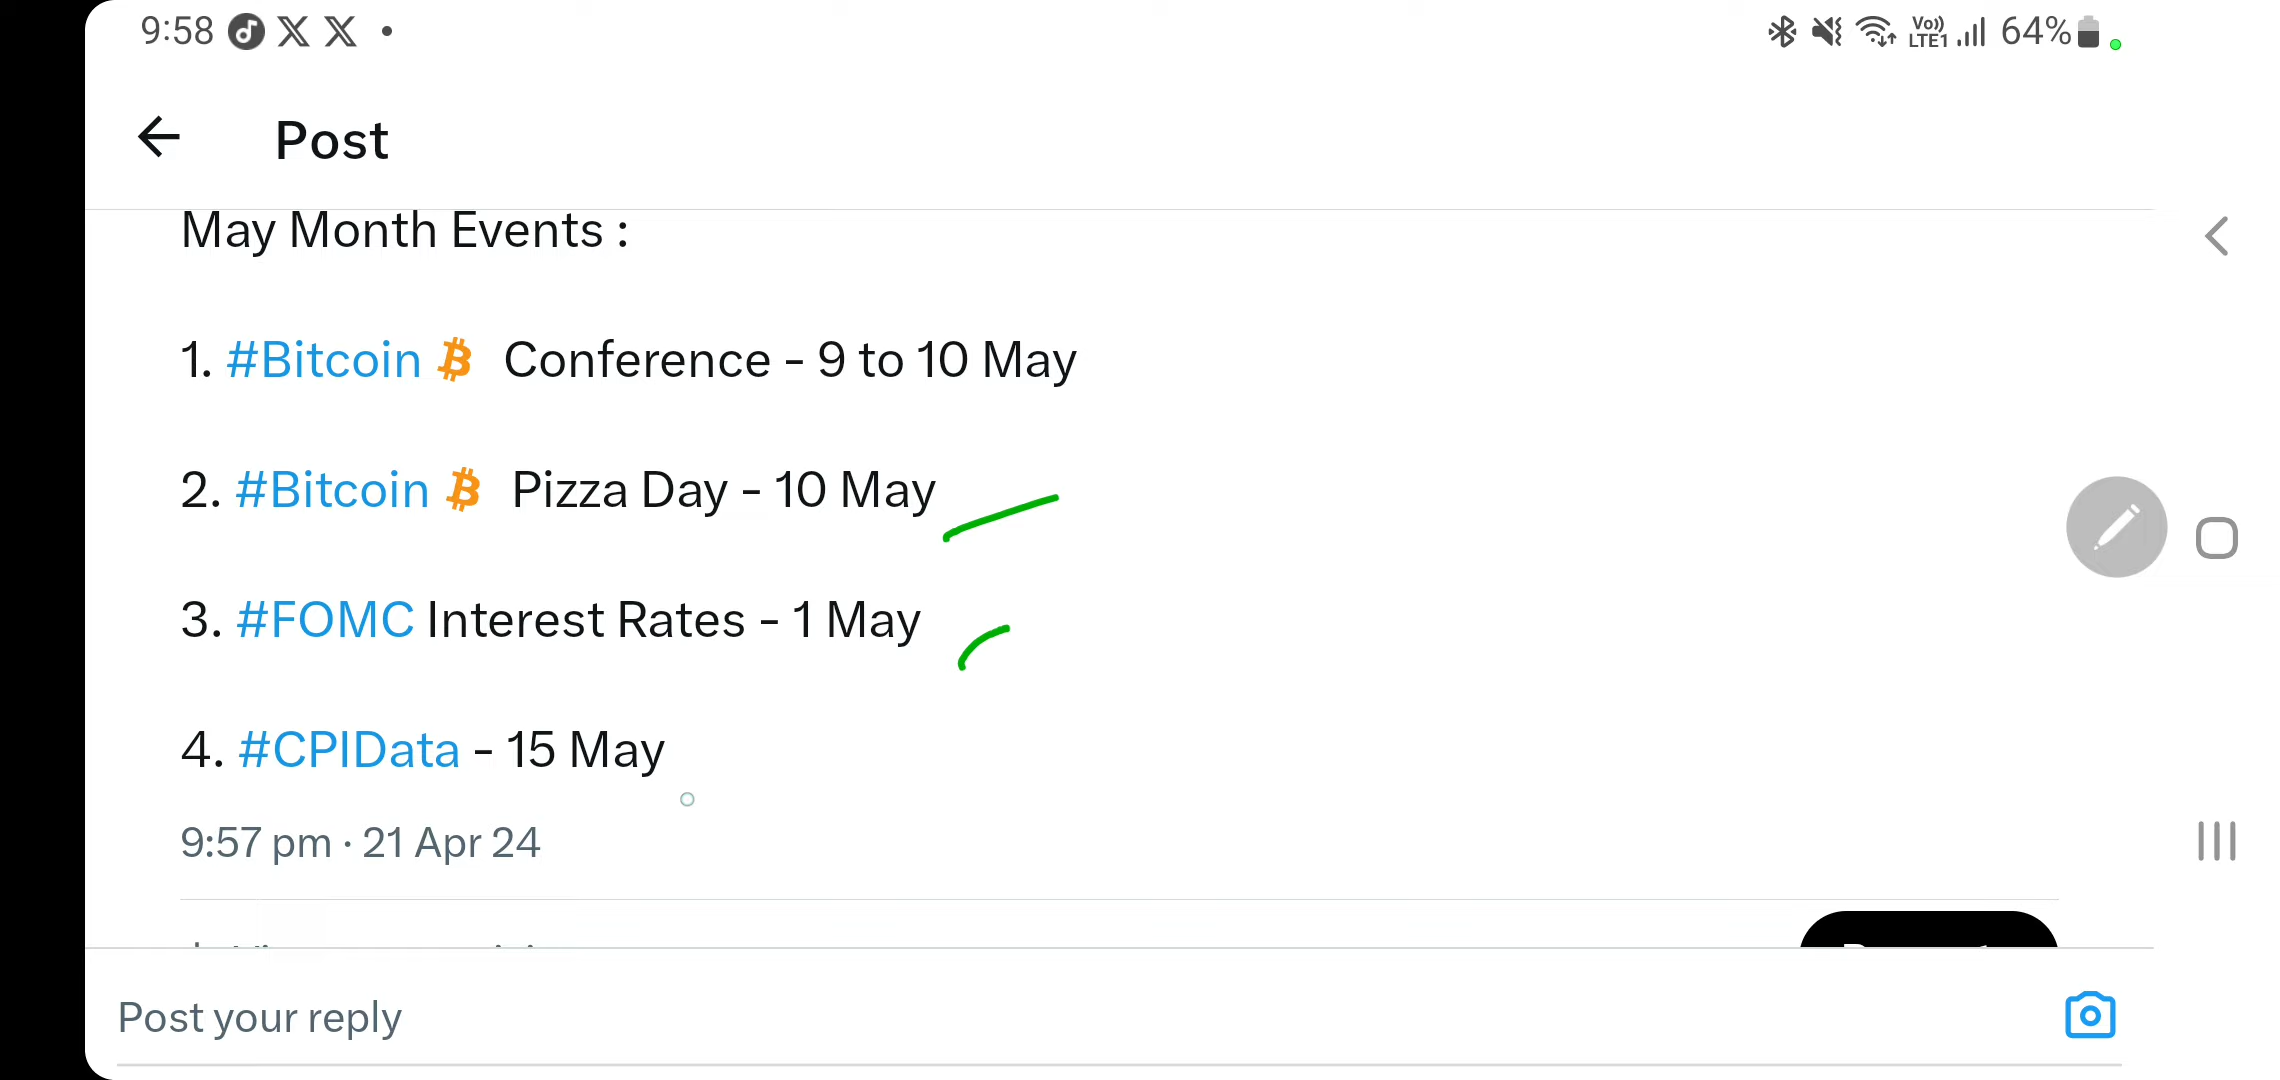 9:58 64%
Vo)) LTE1
Post
May Month Events :
1. #Bitcoin Conference - 9 to 10 May
2. #Bitcoin Pizza Day - 10 May
3. #FOMC Interest Rates - 1 May
4. #CPIData - 15 May
9:57 pm · 21 Apr 24
Post your reply